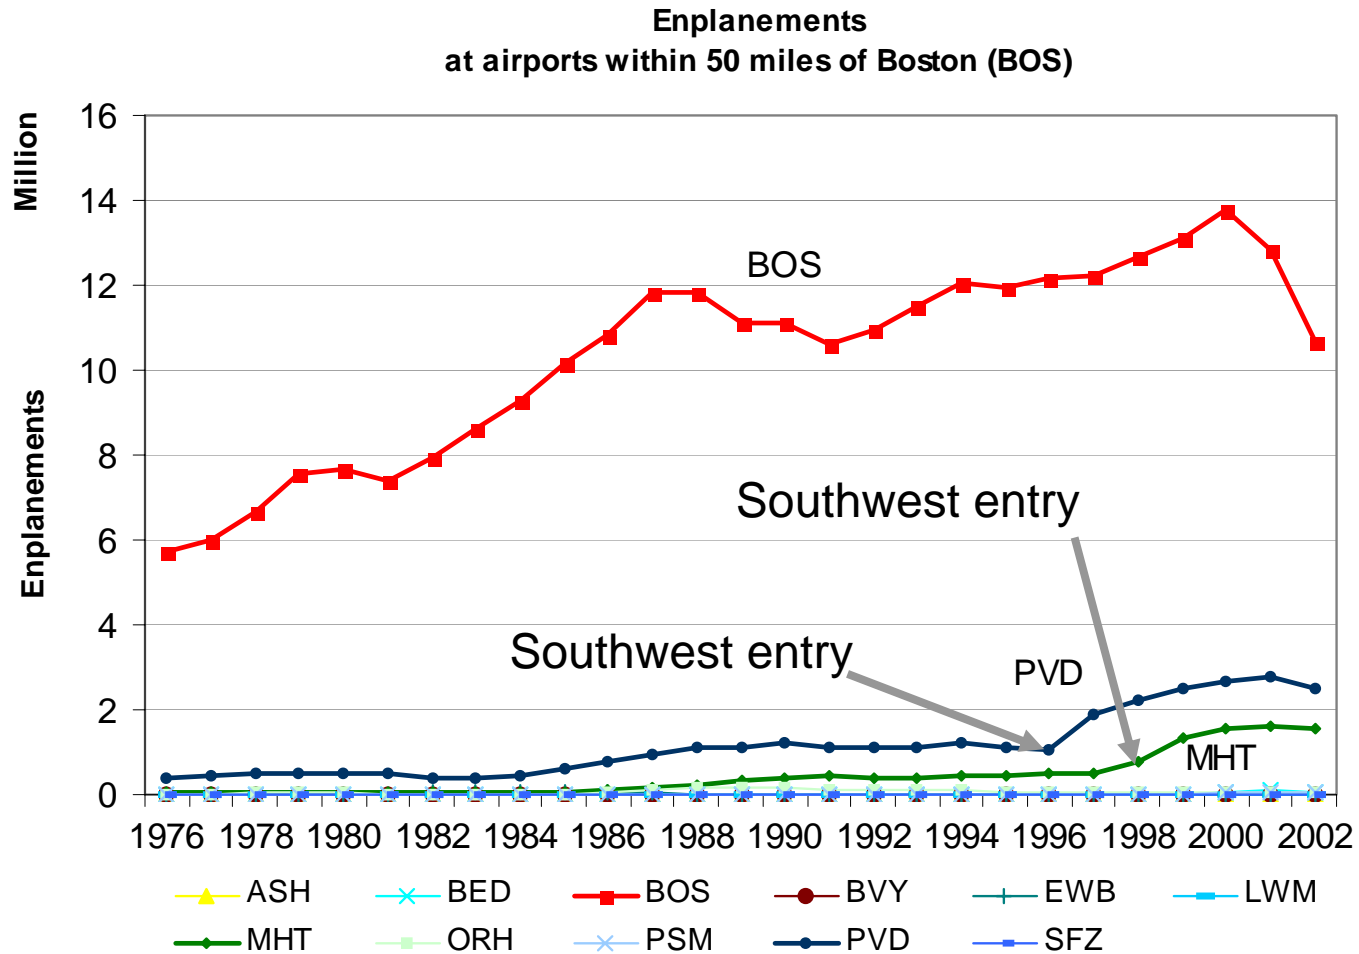 Enplanements
at airports within 50 miles of Boston (BOS)
Million
Enplanements
16
14
12
10
8
6
4
2
0
BOS
Southwest entry
Southwest entry
PVD
MHT
1976 1978 1980 1982 1984 1986 1988 1990 1992 1994 1996 1998 2000 2002
ASH BED BOS BVY EWB LWM
MHT ORH PSM PVD SFZ